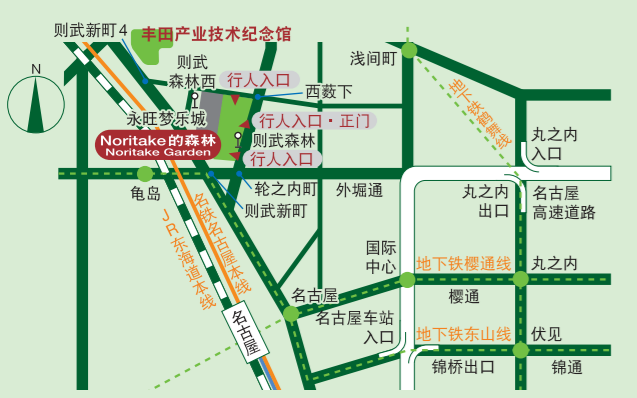 则武新町4
丰田产业技术纪念馆
N
则武
森林西
行人入口
西薮下
浅间町
永旺梦乐城
行人入口・正门
则武森林
Noritake的森林
Noritake Garden
行人入口
地下铁鹤舞线
丸之内
入口
龟岛
轮之内町
外堀通
则武新町
丸之内
出口
名古屋
高速道路
JR东海道本线
名铁名古屋本线
国际
中心
地下铁樱通线
丸之内
樱通
名古屋
名古屋车站
入口
地下铁东山线
伏见
名古屋
锦桥出口
锦通